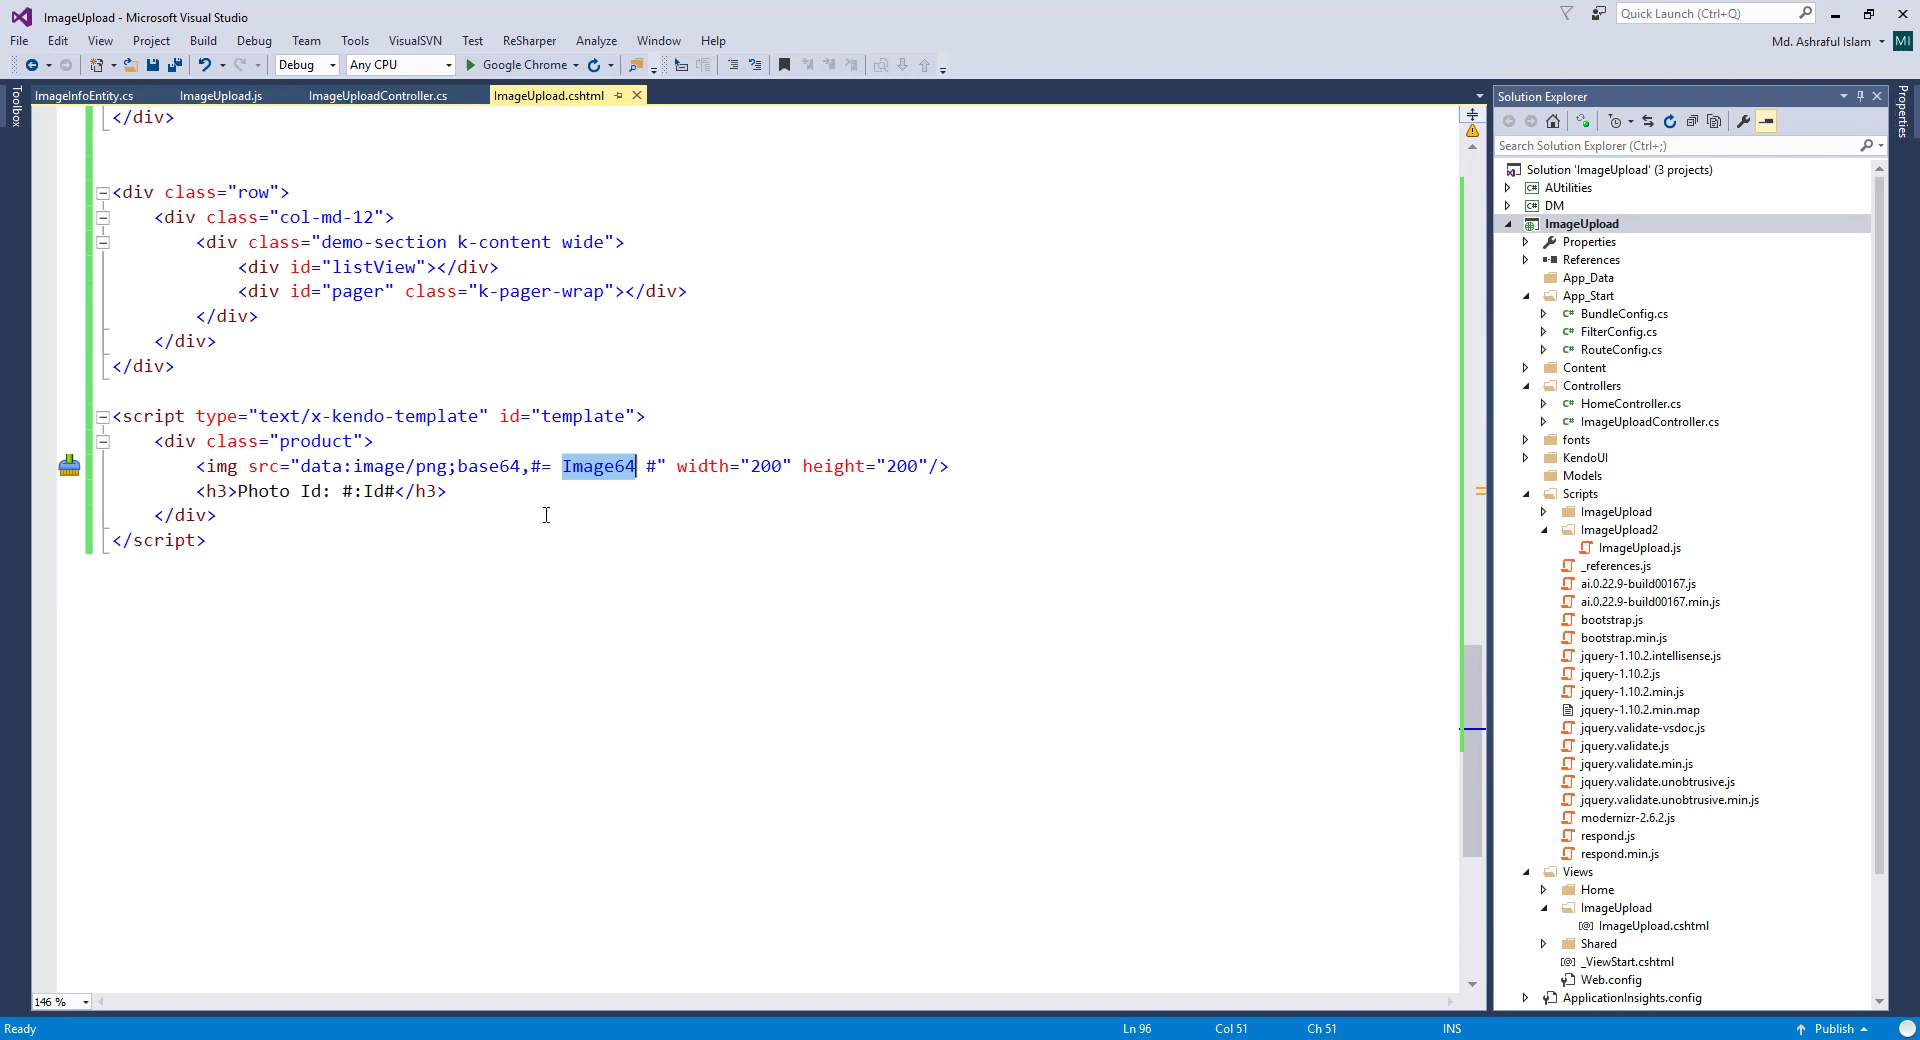 ImageUpload - Microsoft Visual Studio
Quick Launch (Ctrl+Q)
File Edit View Project Build Debug Team Tools VisualSVN Test ReSharper Analyze Window Help
Md. Ashraful Islam MI
Debug Any CPU Google Chrome
Toolbox
ImageInfoEntity.cs ImageUpload.js ImageUploadController.cs ImageUpload.cshtml
</div>
<div class="row">
<div class="col-md-12">
<div class="demo-section k-content wide">
<div id="listView"></div>
<div id="pager" class="k-pager-wrap"></div>
</div>
</div>
</div>
<script type="text/x-kendo-template" id="template">
<div class="product">
<img src="data:image/png;base64,#= Image64 #" width="200" height="200"/>
<h3>Photo Id: #:Id#</h3>
</div>
</script>
146 %
Solution Explorer
Properties
Search Solution Explorer (Ctrl+;)
Solution 'ImageUpload' (3 projects)
C# AUtilities
C# DM
ImageUpload
Properties
References
App_Data
App_Start
C# BundleConfig.cs
C# FilterConfig.cs
C# RouteConfig.cs
Content
Controllers
C# HomeController.cs
C# ImageUploadController.cs
fonts
KendoUI
Models
Scripts
ImageUpload
ImageUpload2
ImageUpload.js
_references.js
ai.0.22.9-build00167.js
ai.0.22.9-build00167.min.js
bootstrap.js
bootstrap.min.js
jquery-1.10.2.intellisense.js
jquery-1.10.2.js
jquery-1.10.2.min.js
jquery-1.10.2.min.map
jquery.validate-vsdoc.js
jquery.validate.js
jquery.validate.min.js
jquery.validate.unobtrusive.js
jquery.validate.unobtrusive.min.js
modernizr-2.6.2.js
respond.js
respond.min.js
Views
Home
ImageUpload
[@] ImageUpload.cshtml
Shared
[@] _ViewStart.cshtml
Web.config
ApplicationInsights.config
Ready Ln 96 Col 51 Ch 51 INS Publish